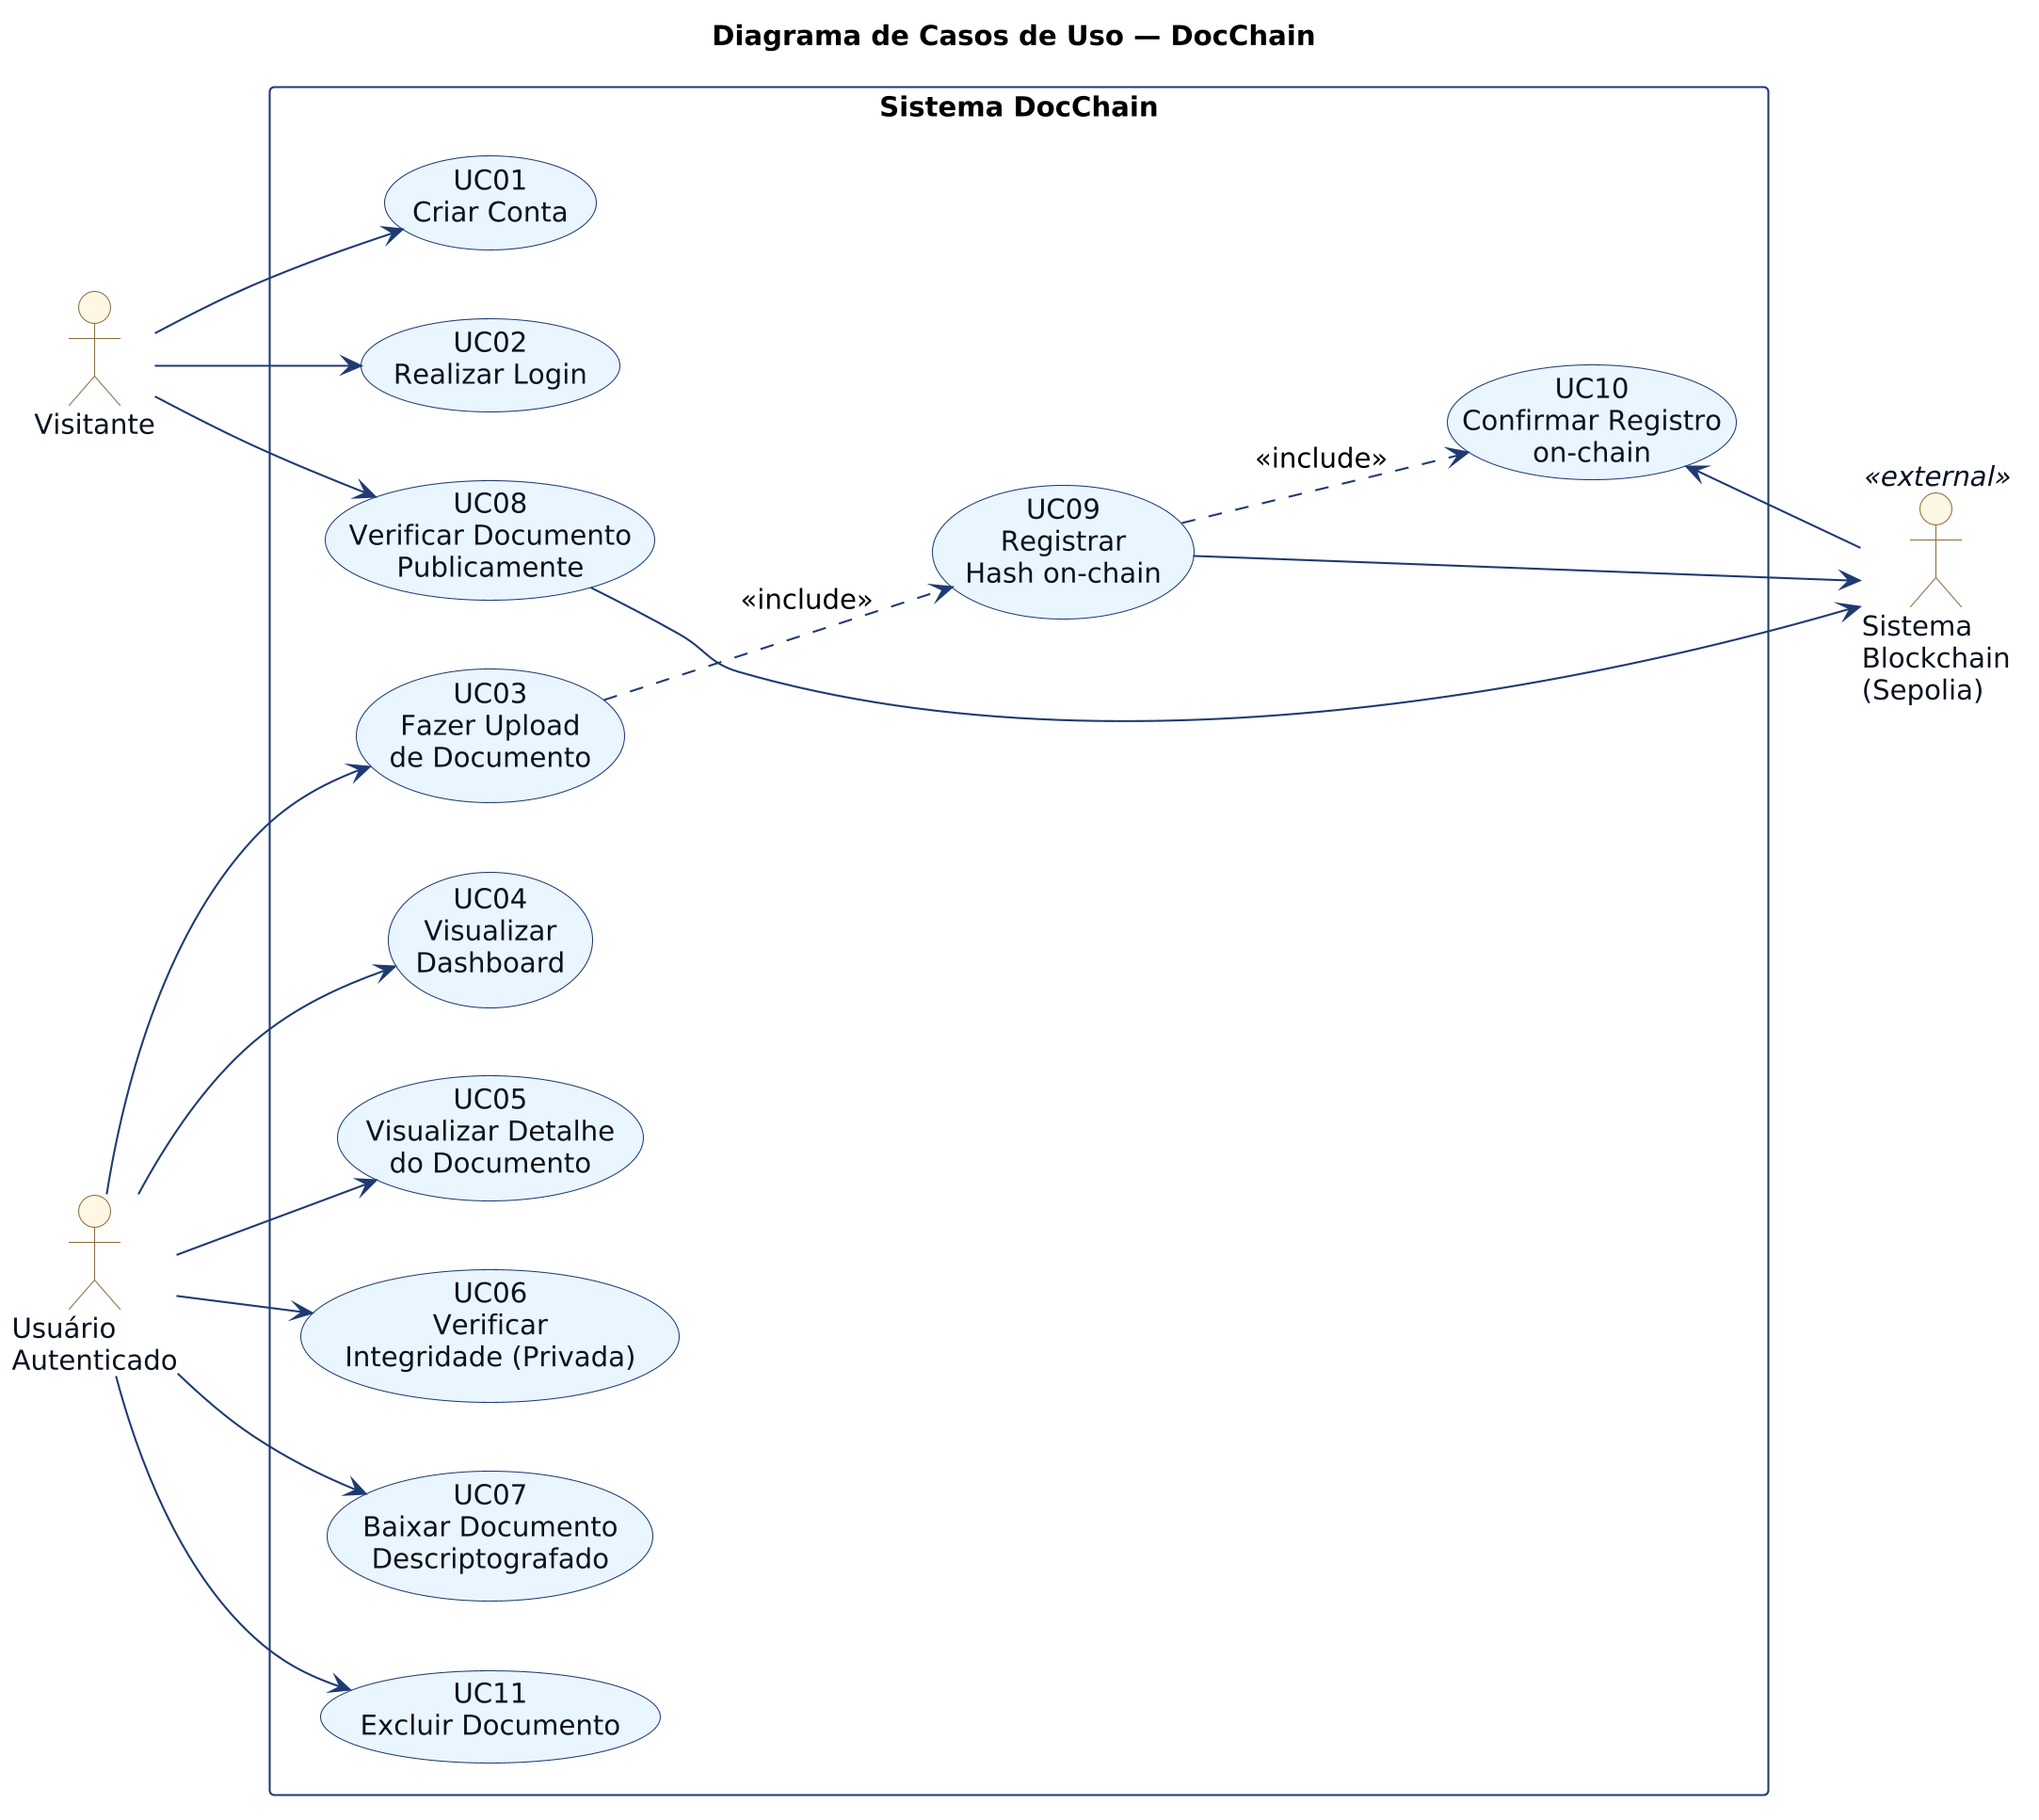 Diagrama de Casos de Uso — DocChain
Sistema DocChain
UC01
Criar Conta
UC02
Realizar Login
Visitante
UC08
Verificar Documento
Publicamente
UC03
Fazer Upload
de Documento
«include»
UC09
Registrar
Hash on-chain
«include»
UC10
Confirmar Registro
on-chain
«external»
Sistema
Blockchain
(Sepolia)
UC04
Visualizar
Dashboard
UC05
Visualizar Detalhe
do Documento
Usuário
Autenticado
UC06
Verificar
Integridade (Privada)
UC07
Baixar Documento
Descriptografado
UC11
Excluir Documento